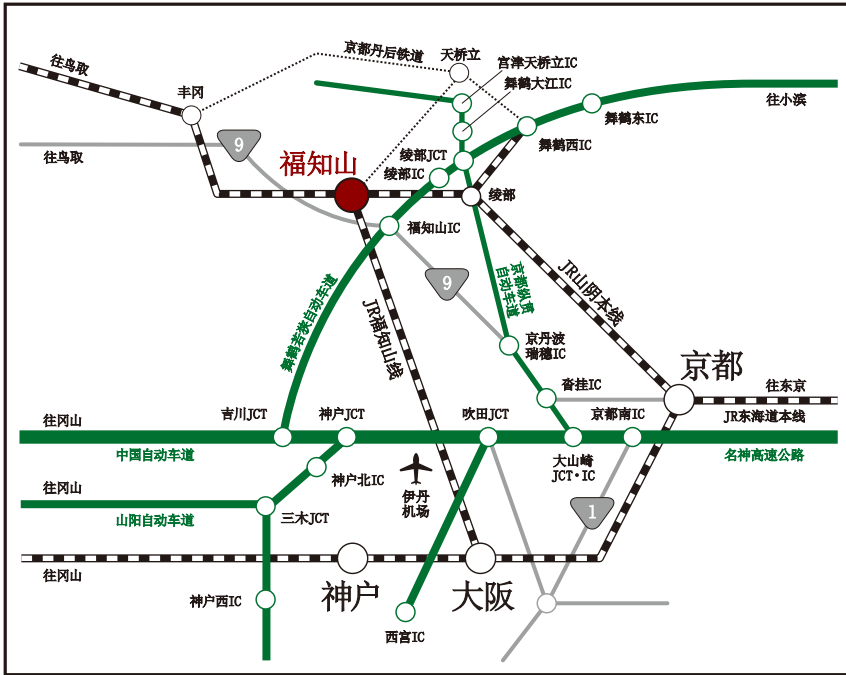 天桥立
京都丹后铁道
宫津天桥立IC
往鸟取
舞鹤大江IC
丰冈
往小滨
舞鹤东IC
9
舞鹤西IC
往鸟取
绫部JCT
福知山
绫部IC
绫部
福知山IC
9
京都纵贯
自动车道
JR山阴本线
舞鹤若狭自动车道
JR福知山线
京丹波
瑞穗IC
京都
沓挂IC
往东京
往冈山
吉川JCT
神户JCT
吹田JCT
京都南IC
JR东海道本线
中国自动车道
大山崎
JCT·IC
名神高速公路
神户北IC
伊丹
机场
往冈山
山阳自动车道
三木JCT
1
往冈山
神户
大阪
神户西IC
西宫IC